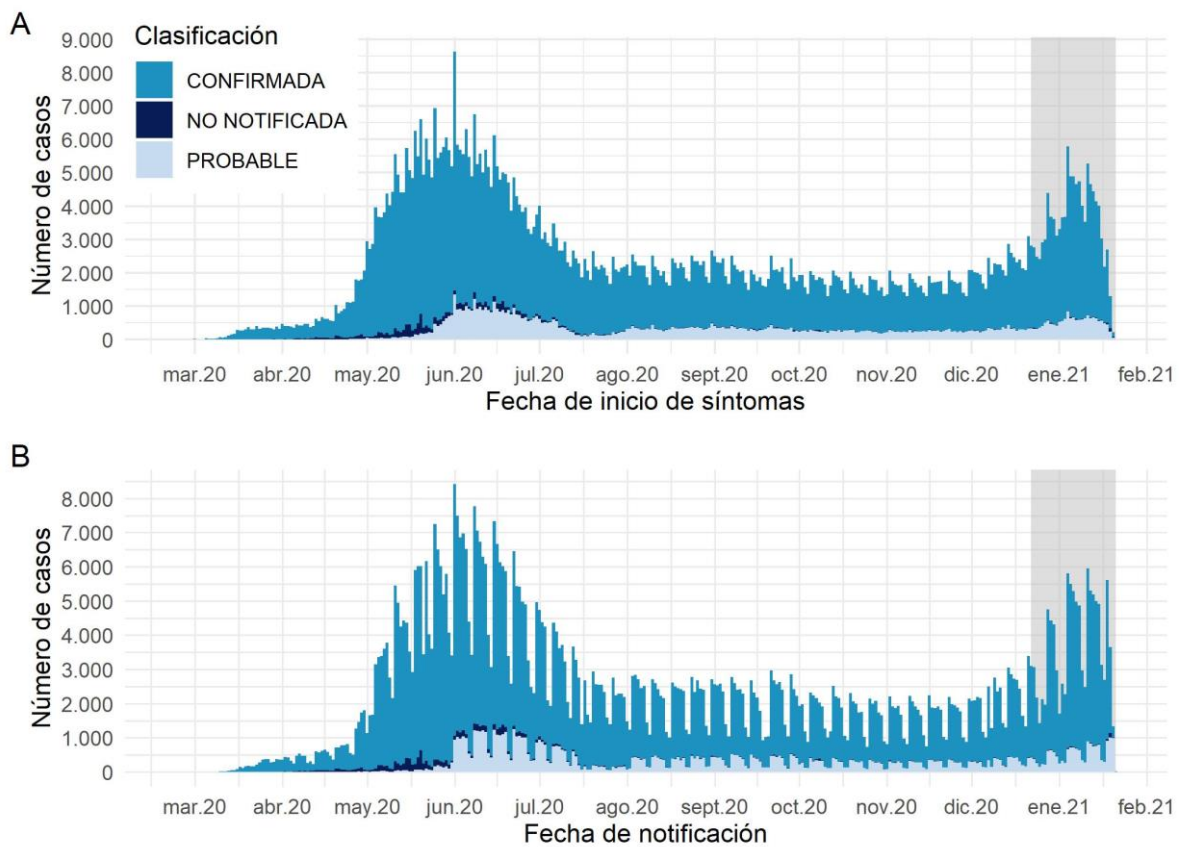 A
Clasificación
CONFIRMADA
NO NOTIFICADA
PROBABLE
Número de casos
9.000
8.000
7.000
6.000
5.000
4.000
3.000
2.000
1.000
0
mar.20 abr.20 may.20 jun.20 jul.20 ago.20 sept.20 oct.20 nov.20 dic.20 ene.21 feb.21
Fecha de inicio de síntomas
B
Número de casos
8.000
7.000
6.000
5.000
4.000
3.000
2.000
1.000
0
mar.20 abr.20 may.20 jun.20 jul.20 ago.20 sept.20 oct.20 nov.20 dic.20 ene.21 feb.21
Fecha de notificación